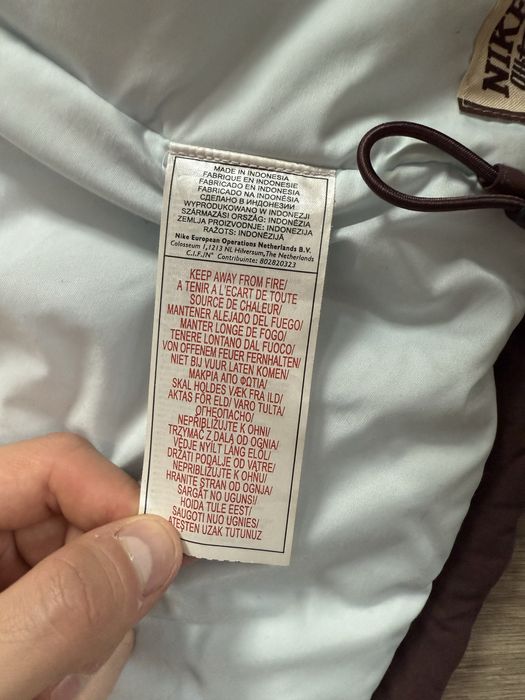 NIKE
MADE IN INDONESIA
FABRIQUE EN INDONESIE
FABRICADO EN INDONESIA
FABRICADO NA INDONÉSIA
СДЕЛАНО В ИНДОНЕЗИИ
WYPRODUKOWANO W INDONEZJI
SZÁRMAZÁSI ORSZÁG: INDONÉZIA
ZEMLJA PROIZVODNJE: INDONEZIJA
RAŽOTS: INDONĒZIJĀ
Nike European Operations Netherlands B.V.
Colosseum 1,1213 NL Hilversum,The Netherlands
C.I.F./N° Contribuinte: 802820323
KEEP AWAY FROM FIRE/
A TENIR A L'ECART DE TOUTE
SOURCE DE CHALEUR/
MANTENER ALEJADO DEL FUEGO/
MANTER LONGE DE FOGO/
TENERE LONTANO DAL FUOCO/
VON OFFENEM FEUER FERNHALTEN/
NIET BIJ VUUR LATEN KOMEN/
ΜΑΚΡΙΑ ΑΠΟ ΦΩΤΙΑ/
SKAL HOLDES VÆK FRA ILD/
AKTAS FÖR ELD/ VARO TULTA/
ОГНЕОПАСНО/
NEPŘIBLIŽUJTE K OHNI/
TRZYMAĆ Z DALA OD OGNIA/
VÉDJE NYÍLT LÁNG ELŐL/
DRŽATI PODALJE OD VATRE/
NEPRIBLIŽUJTE K OHNU/
HRANITE STRAN OD OGNJA/
SARGĀT NO UGUNS!/
HOIDA TULE EEST/
SAUGOTI NUO UGNIES/
ATEŞTEN UZAK TUTUNUZ